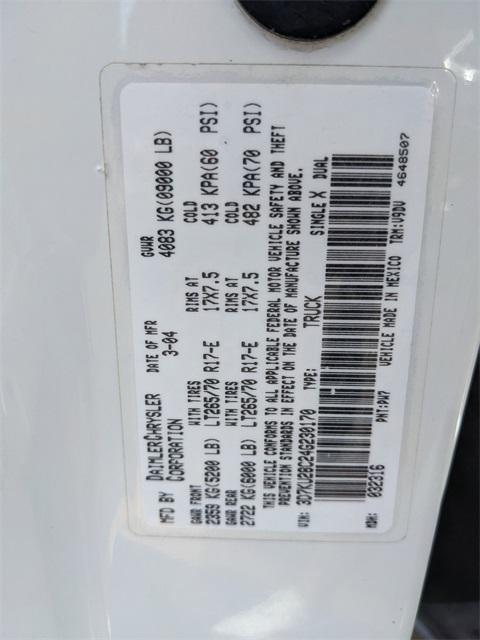 MFD BY DAIMLERCHRYSLER CORPORATION DATE OF MFR 3-04 GVWR 4083 KG(09000 LB)
GAWR FRONT WITH TIRES RIMS AT COLD
2359 KG(5200 LB) LT265/70 R17-E 17X7.5 413 KPA(60 PSI)
GAWR REAR WITH TIRES RIMS AT COLD
2722 KG(6000 LB) LT265/70 R17-E 17X7.5 482 KPA(70 PSI)
THIS VEHICLE CONFORMS TO ALL APPLICABLE FEDERAL MOTOR VEHICLE SAFETY AND THEFT
PREVENTION STANDARDS IN EFFECT ON THE DATE OF MANUFACTURE SHOWN ABOVE.
VIN: 3D7KU28C24G230170 TYPE: TRUCK SINGLE X DUAL
MDH: 032316 PNT: PW7 VEHICLE MADE IN MEXICO TRM: V9DV
4648507